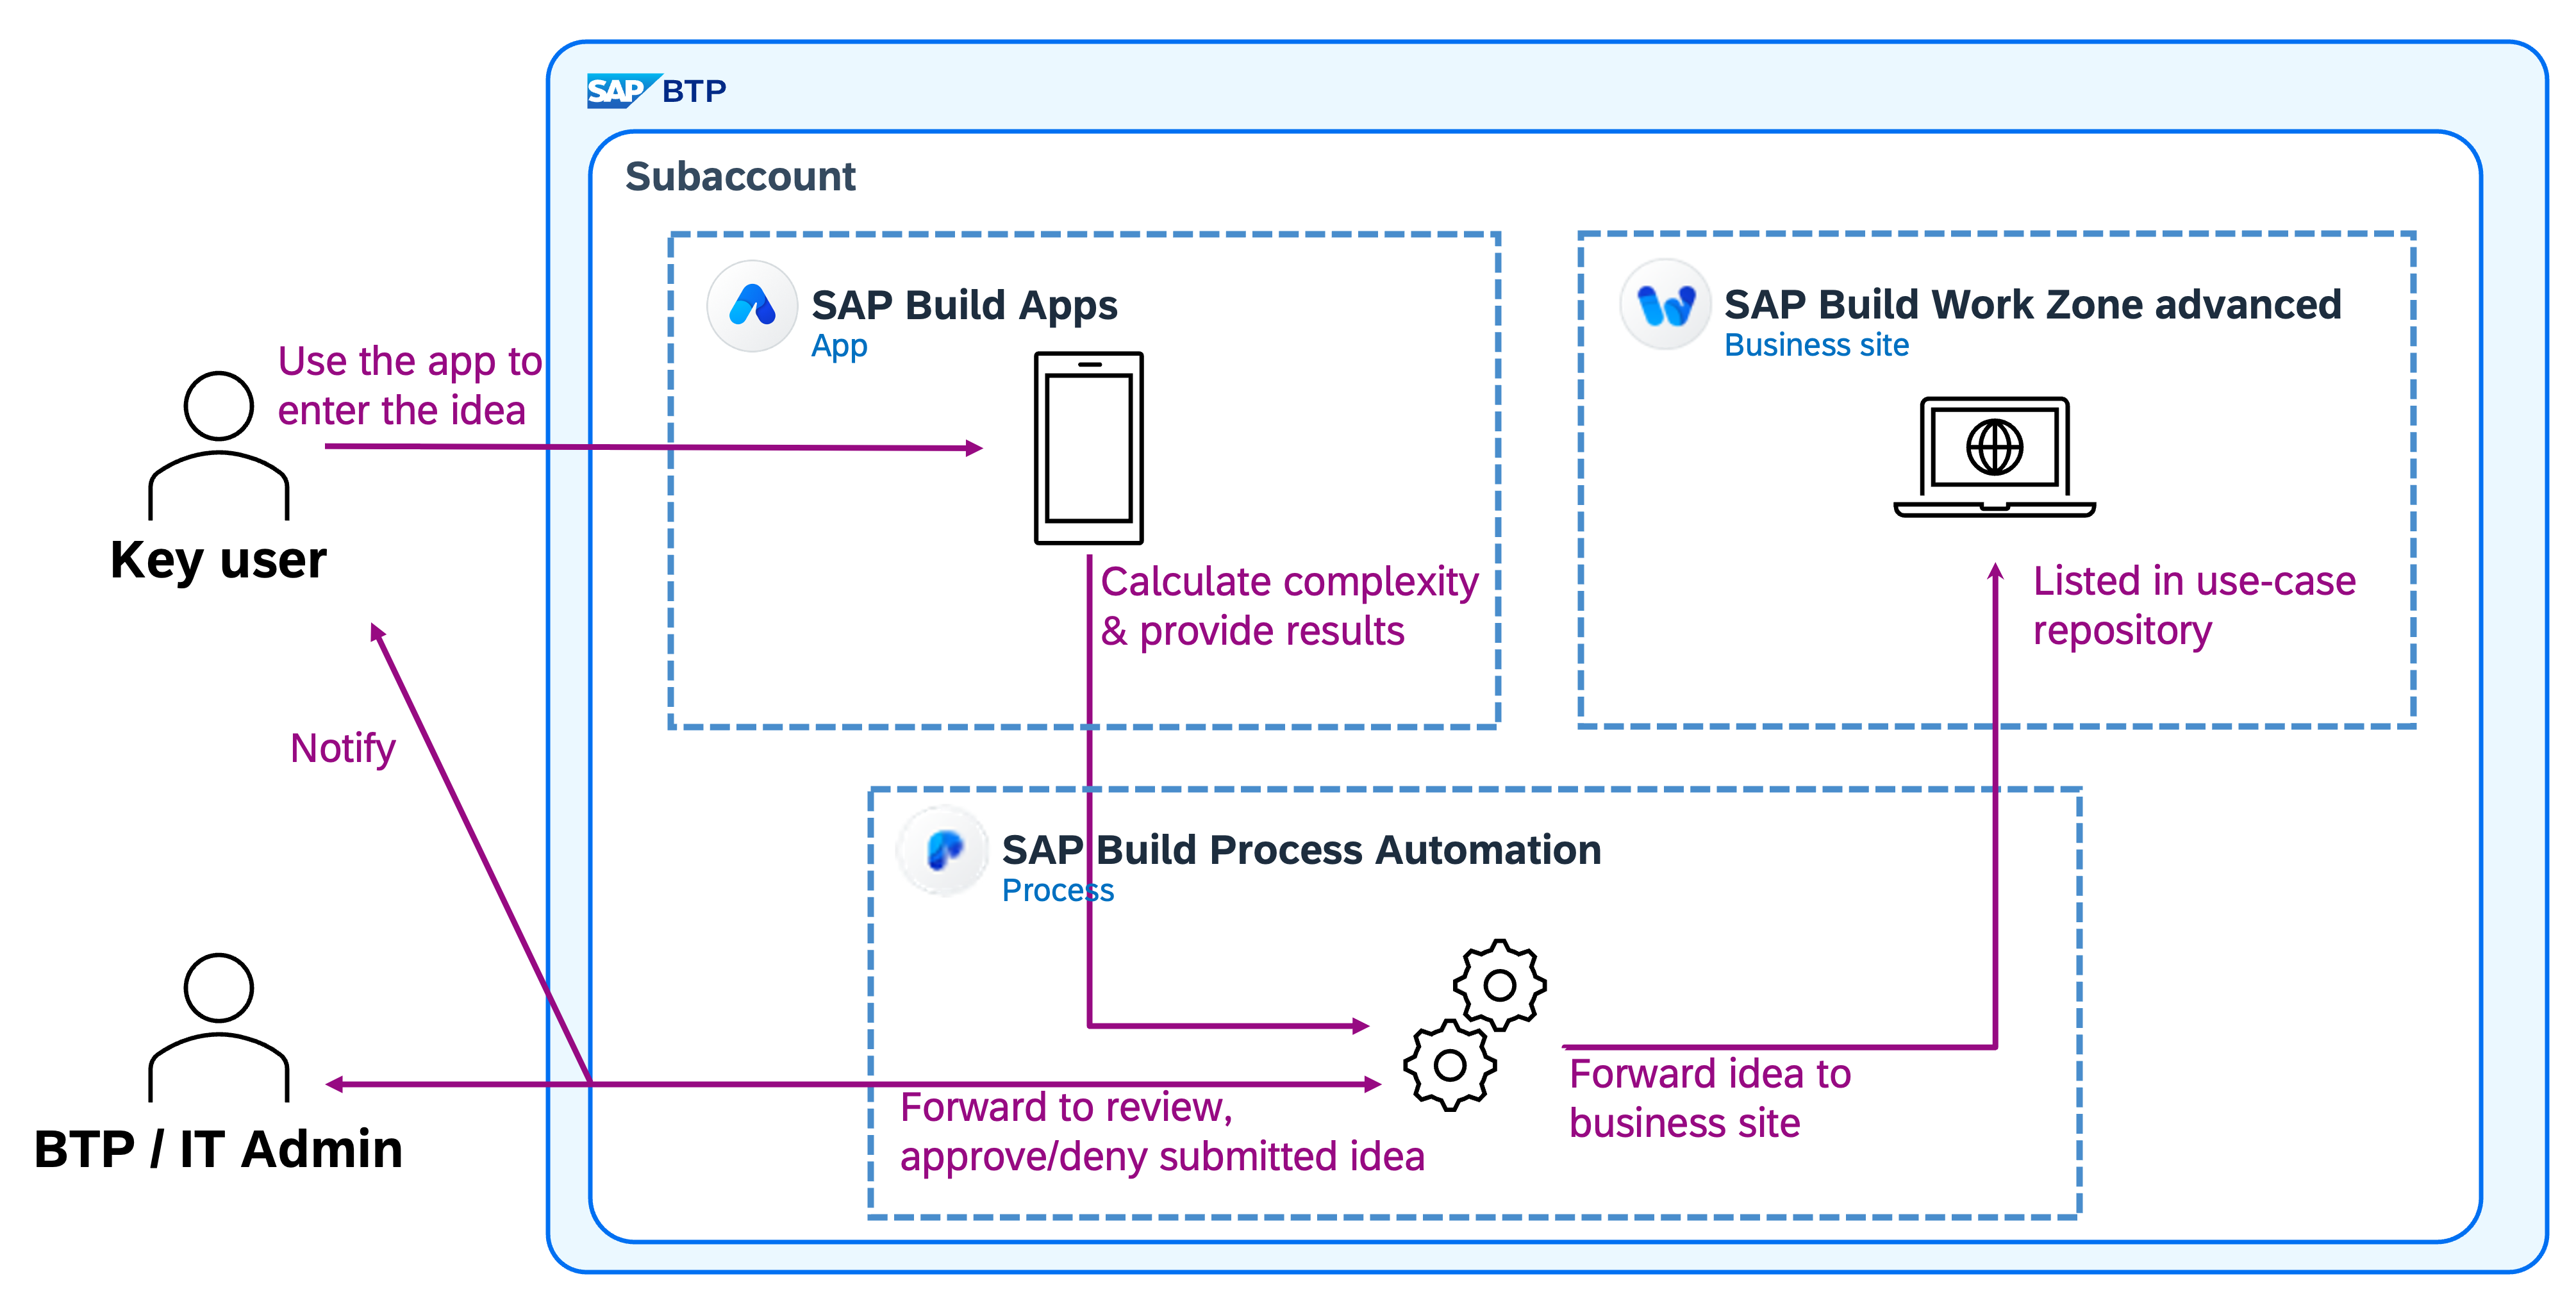 SAP BTP
Subaccount
SAP Build Apps
App
SAP Build Work Zone advanced
Business site
Use the app to
enter the idea
Key user
Calculate complexity
& provide results
Listed in use-case
repository
Notify
SAP Build Process Automation
Process
Forward to review,
approve/deny submitted idea
Forward idea to
business site
BTP / IT Admin